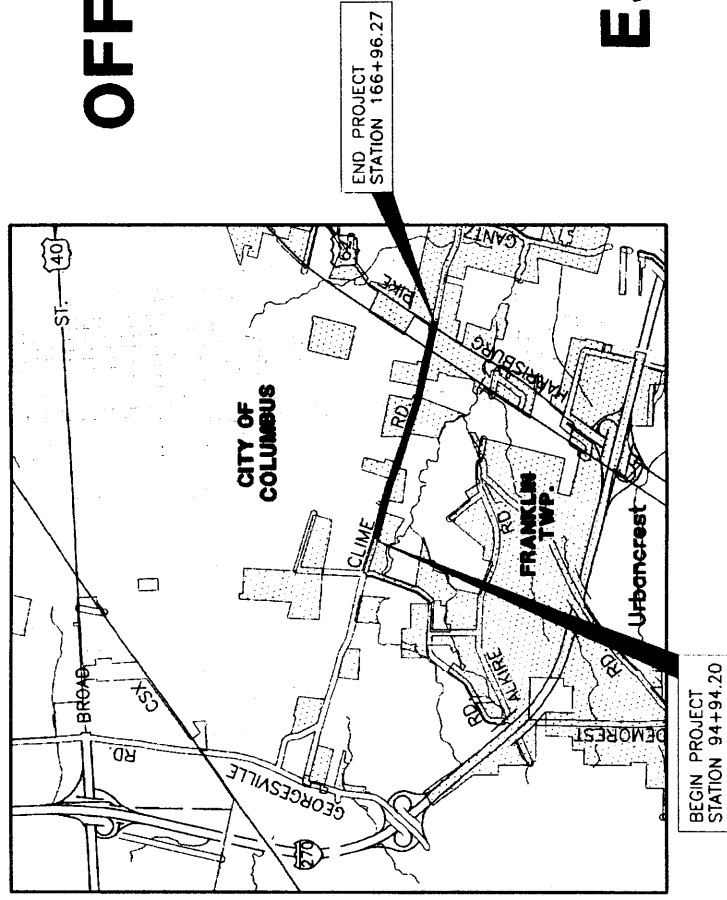 OFF
E
END PROJECT
STATION 166+96.27
40
ST.
62
GANTZ
PIKE
HARRISBURG
CITY OF
COLUMBUS
RD.
CLIME
RD.
FRANKLIN
TWP.
Urbancrest
BROAD
CSX
RD.
GEORGESVILLE
270
RD.
ALKIRE
RD.
DEMOREST
BEGIN PROJECT
STATION 94+94.20